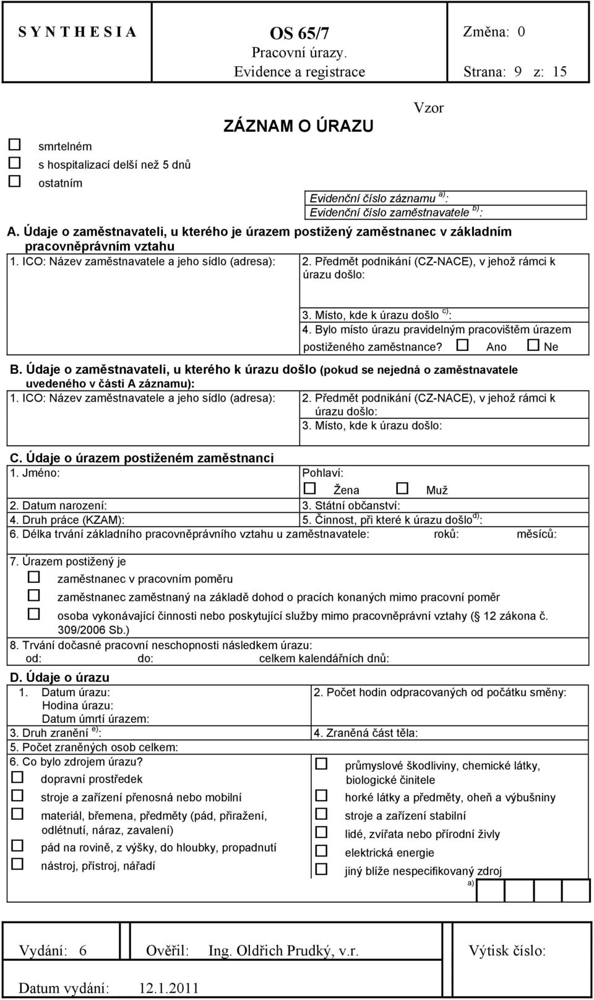 S Y N T H E S I A OS 65/7 Změna: 0
Pracovní úrazy.
Evidence a registrace Strana: 9 z: 15
Vzor
ZÁZNAM O ÚRAZU
smrtelném
s hospitalizací delší než 5 dnů
ostatním
Evidenční číslo záznamu a):
Evidenční číslo zaměstnavatele b):
A. Údaje o zaměstnavateli, u kterého je úrazem postižený zaměstnanec v základním
pracovněprávním vztahu
1. ICO: Název zaměstnavatele a jeho sídlo (adresa): 2. Předmět podnikání (CZ-NACE), v jehož rámci k
úrazu došlo:
3. Místo, kde k úrazu došlo c):
4. Bylo místo úrazu pravidelným pracovištěm úrazem
postiženého zaměstnance? Ano Ne
B. Údaje o zaměstnavateli, u kterého k úrazu došlo (pokud se nejedná o zaměstnavatele
uvedeného v části A záznamu):
1. ICO: Název zaměstnavatele a jeho sídlo (adresa): 2. Předmět podnikání (CZ-NACE), v jehož rámci k
úrazu došlo:
3. Místo, kde k úrazu došlo:
C. Údaje o úrazem postiženém zaměstnanci
1. Jméno: Pohlaví:
Žena Muž
2. Datum narození: 3. Státní občanství:
4. Druh práce (KZAM): 5. Činnost, při které k úrazu došlo d):
6. Délka trvání základního pracovněprávního vztahu u zaměstnavatele: roků: měsíců:
7. Úrazem postižený je
zaměstnanec v pracovním poměru
zaměstnanec zaměstnaný na základě dohod o pracích konaných mimo pracovní poměr
osoba vykonávající činnosti nebo poskytující služby mimo pracovněprávní vztahy ( § 12 zákona č.
309/2006 Sb.)
8. Trvání dočasné pracovní neschopnosti následkem úrazu:
od: do: celkem kalendářních dnů:
D. Údaje o úrazu
1. Datum úrazu: 2. Počet hodin odpracovaných od počátku směny:
Hodina úrazu:
Datum úmrtí úrazem:
3. Druh zranění e): 4. Zraněná část těla:
5. Počet zraněných osob celkem:
6. Co bylo zdrojem úrazu?
dopravní prostředek
stroje a zařízení přenosná nebo mobilní
materiál, břemena, předměty (pád, přiražení,
odlétnutí, náraz, zavalení)
pád na rovině, z výšky, do hloubky, propadnutí
nástroj, přístroj, nářadí
průmyslové škodliviny, chemické látky,
biologické činitele
horké látky a předměty, oheň a výbušniny
stroje a zařízení stabilní
lidé, zvířata nebo přírodní živly
elektrická energie
jiný blíže nespecifikovaný zdroj
a)
Vydání: 6 Ověřil: Ing. Oldřich Prudký, v.r. Výtisk číslo:
Datum vydání: 12.1.2011